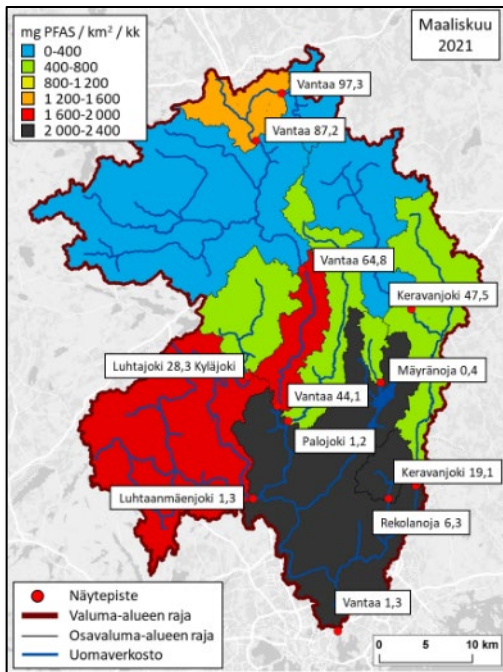 mg PFAS / km² / kk
0-400
400-800
800-1 200
1 200-1 600
1 600-2 000
2 000-2 400
Maaliskuu
2021
Vantaa 97,3
Vantaa 87,2
Vantaa 64,8
Keravanjoki 47,5
Luhtajoki 28,3 Kyläjoki
Mäyränoja 0,4
Vantaa 44,1
Palojoki 1,2
Keravanjoki 19,1
Luhtaanmäenjoki 1,3
Rekolanoja 6,3
Vantaa 1,3
Näytepiste
Valuma-alueen raja
Osavaluma-alueen raja
Uomaverkosto
0 5 10 km